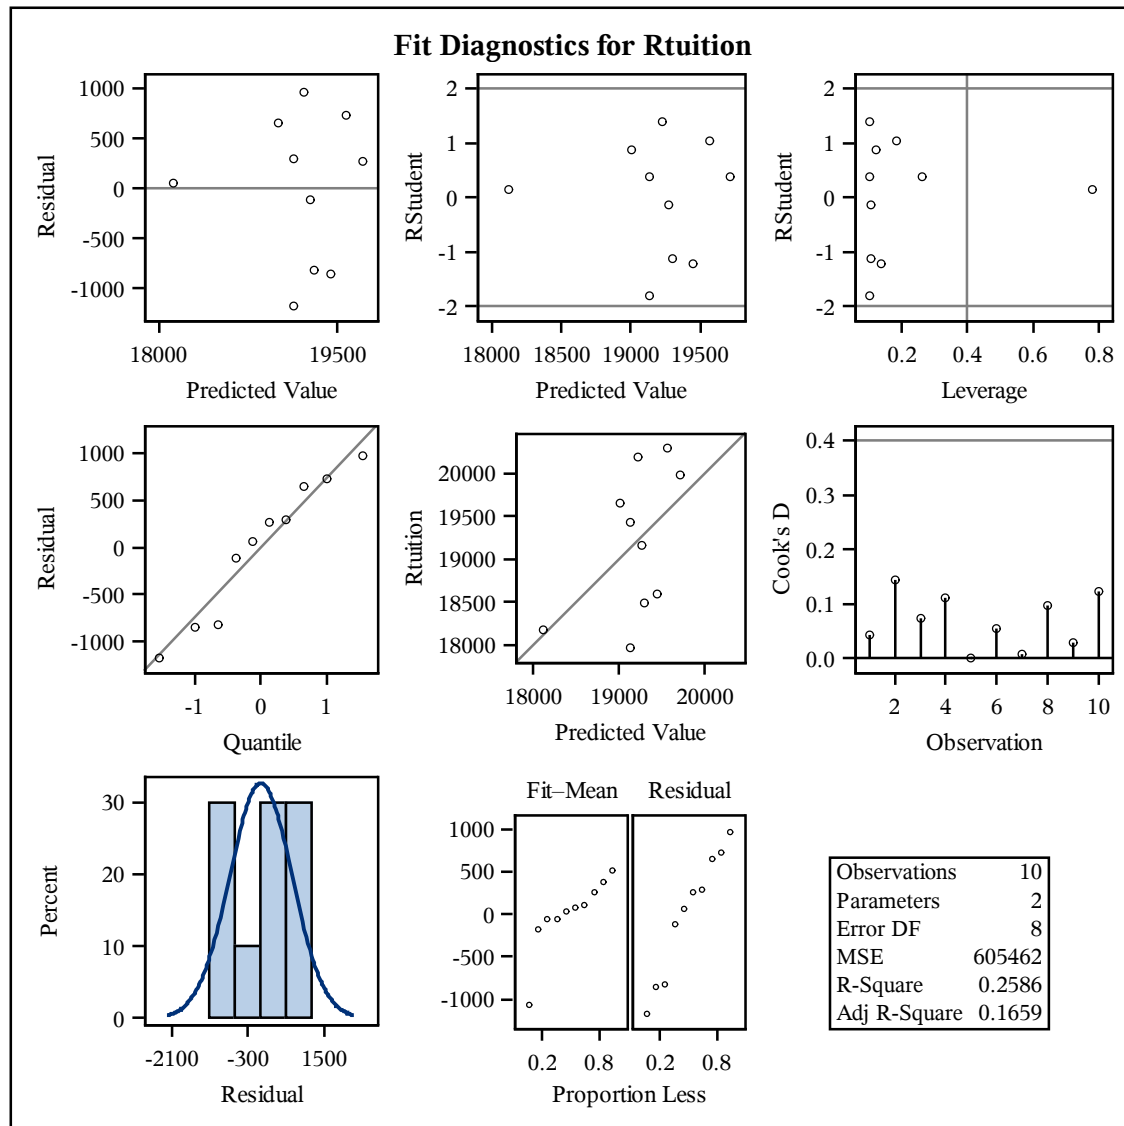 Fit Diagnostics for Rtuition
1000
500
0
-500
-1000
Residual
18000 19500
Predicted Value
2
1
0
-1
-2
RStudent
18000 18500 19000 19500
Predicted Value
2
1
0
-1
-2
RStudent
0.2 0.4 0.6 0.8
Leverage
1000
500
0
-500
-1000
Residual
-1 0 1
Quantile
20000
19500
19000
18500
18000
Rtuition
18000 19000 20000
Predicted Value
0.4
0.3
0.2
0.1
0.0
Cook's D
2 4 6 8 10
Observation
30
20
10
0
Percent
-2100 -300 1500
Residual
Fit–Mean Residual
1000
500
0
-500
-1000
0.2 0.8 0.2 0.8
Proportion Less
Observations 10
Parameters 2
Error DF 8
MSE 605462
R-Square 0.2586
Adj R-Square 0.1659